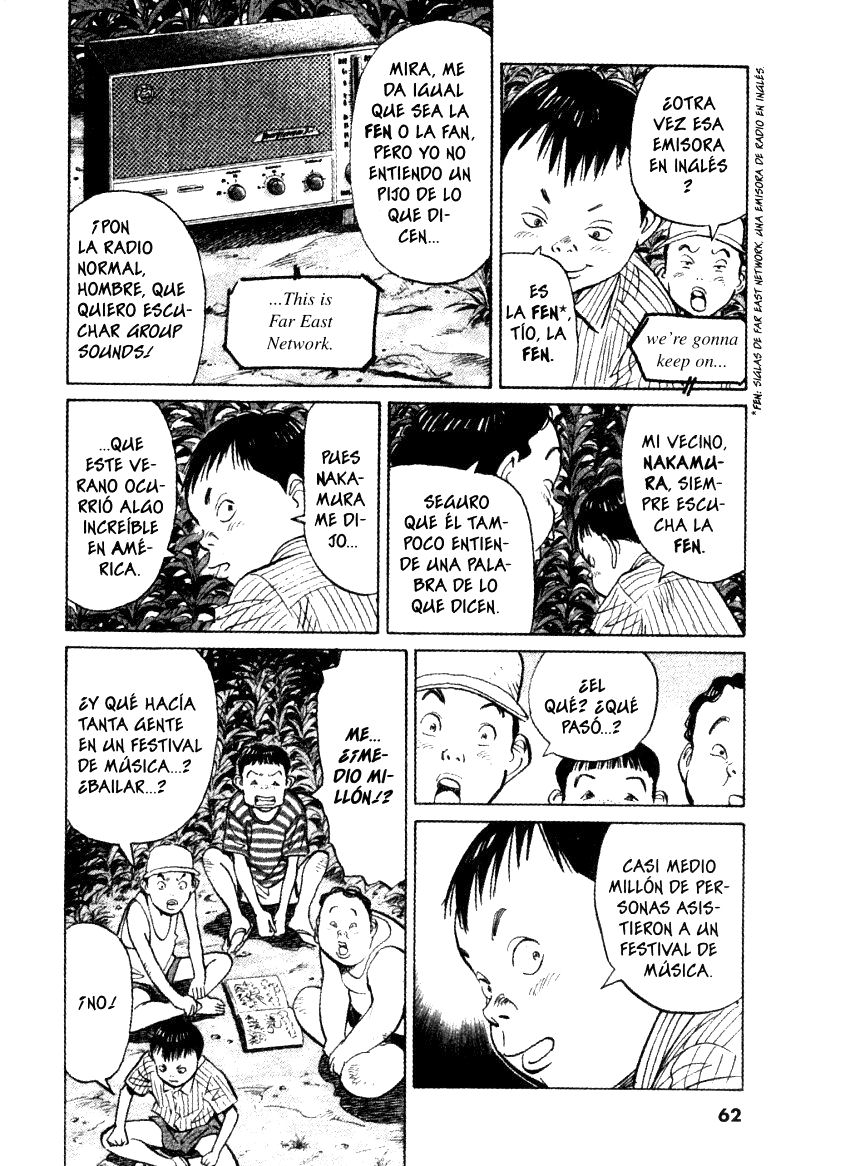 ¿OTRA
VEZ ESA
EMISORA
EN INGLÉS
?
ES
LA FEN*,
TÍO, LA
FEN.
we're gonna
keep on...
*FEN: SIGLAS DE FAR EAST NETWORK, UNA EMISORA DE RADIO EN INGLÉS.
MIRA, ME
DA IGUAL
QUE SEA LA
FEN O LA FAN,
PERO YO NO
ENTIENDO UN
PIJO DE LO
QUE DI-
CEN...
...This is
Far East
Network.
¡PON
LA RADIO
NORMAL,
HOMBRE, QUE
QUIERO ESCU-
CHAR GROUP
SOUNDS!
MI VECINO,
NAKAMU-
RA, SIEM-
PRE ESCU-
CHA LA
FEN.
SEGURO
QUE ÉL TAM-
POCO ENTIEN-
DE UNA PALA-
BRA DE LO
QUE DICEN.
PUES
NAKA-
MURA
ME DI-
JO...
...QUE
ESTE VE-
RANO OCU-
RRIÓ ALGO
INCREÍBLE
EN AMÉ-
RICA.
¿EL
QUÉ? ¿QUÉ
PASÓ...?
CASI MEDIO
MILLÓN DE PER-
SONAS ASIS-
TIERON A UN
FESTIVAL DE
MÚSICA.
ME...
¿¡ME-
DIO MI-
LLÓN!?
¿Y QUÉ HACÍA
TANTA GENTE
EN UN FESTIVAL
DE MÚSICA...?
¿BAILAR...?
¡NO!
62